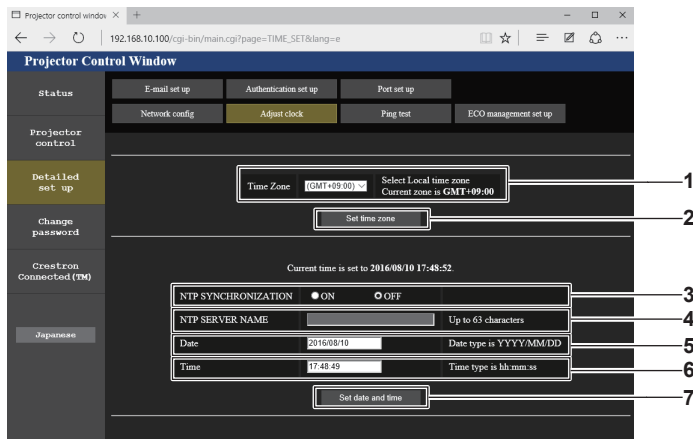 Projector control window
192.168.10.100/cgi-bin/main.cgi?page=TIME_SET&lang=e
Projector Control Window
Status
Projector control
Detailed set up
Change password
Crestron Connected(TM)
Japanese
E-mail set up Authentication set up Port set up
Network config Adjust clock Ping test ECO management set up
Time Zone (GMT+09:00) Select Local time zone
Current zone is GMT+09:00
1
Set time zone
2
Current time is set to 2016/08/10 17:48:52.
NTP SYNCHRONIZATION ON OFF
3
NTP SERVER NAME Up to 63 characters
4
Date 2016/08/10 Date type is YYYY/MM/DD
5
Time 17:48:49 Time type is hh:mm:ss
6
Set date and time
7